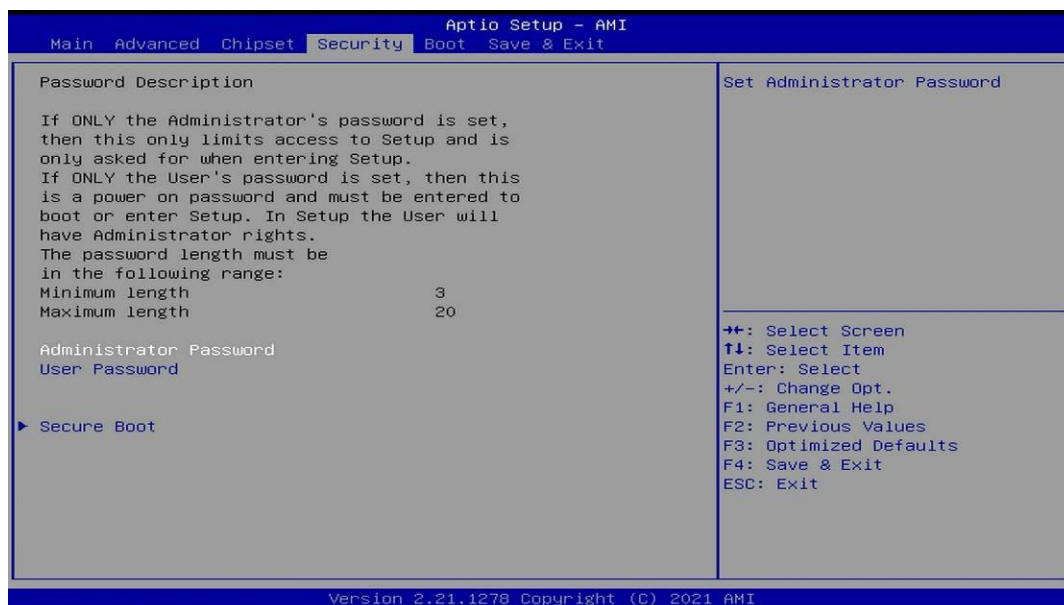 Aptio Setup – AMI
Main Advanced Chipset Security Boot Save & Exit
Password Description
If ONLY the Administrator's password is set,
then this only limits access to Setup and is
only asked for when entering Setup.
If ONLY the User's password is set, then this
is a power on password and must be entered to
boot or enter Setup. In Setup the User will
have Administrator rights.
The password length must be
in the following range:
Minimum length 3
Maximum length 20
Administrator Password
User Password
► Secure Boot
Set Administrator Password
→←: Select Screen
↑↓: Select Item
Enter: Select
+/-: Change Opt.
F1: General Help
F2: Previous Values
F3: Optimized Defaults
F4: Save & Exit
ESC: Exit
Version 2.21.1278 Copyright (C) 2021 AMI